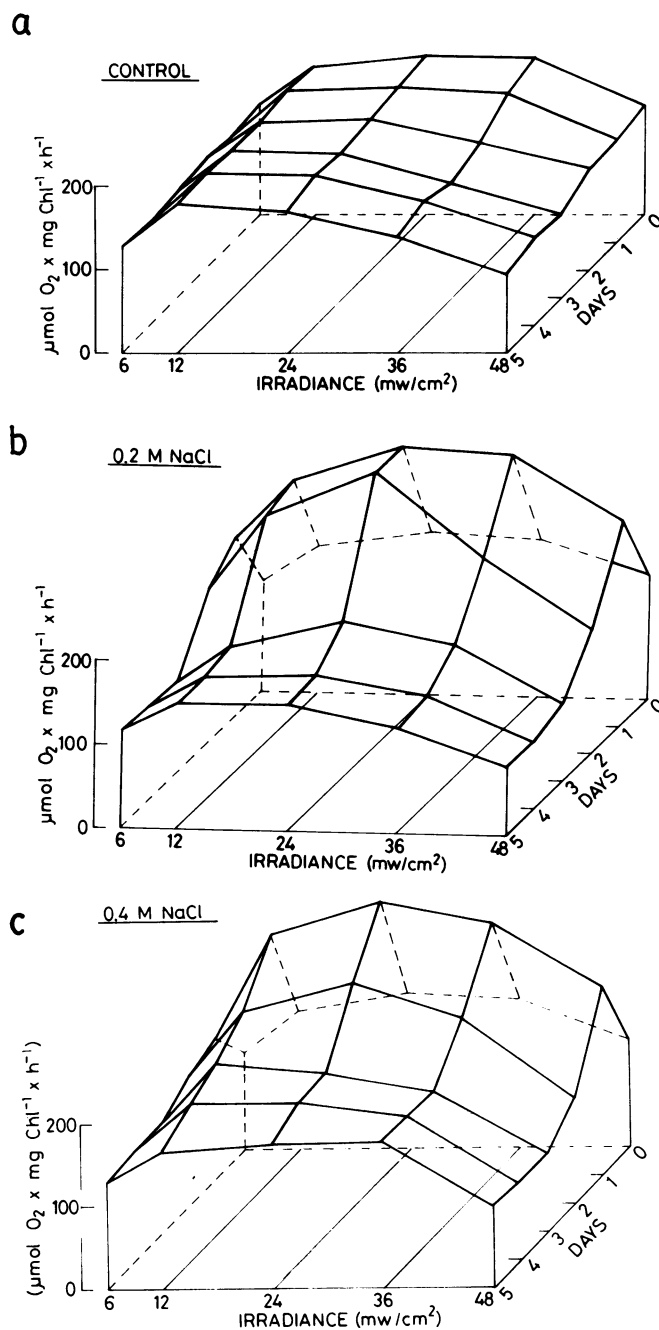 a
CONTROL
μmol O₂ x mg Chl⁻¹ x h⁻¹
200
100
0
6 12 24 36 48
IRRADIANCE (mw/cm²)
5 4 3 2 1 0
DAYS
b
0,2 M NaCl
μmol O₂ x mg Chl⁻¹ x h⁻¹
200
100
0
6 12 24 36 48
IRRADIANCE (mw/cm²)
5 4 3 2 1 0
DAYS
c
0,4 M NaCl
(μmol O₂ x mg Chl⁻¹ x h⁻¹)
200
100
0
6 12 24 36 48
IRRADIANCE (mw/cm²)
5 4 3 2 1 0
DAYS